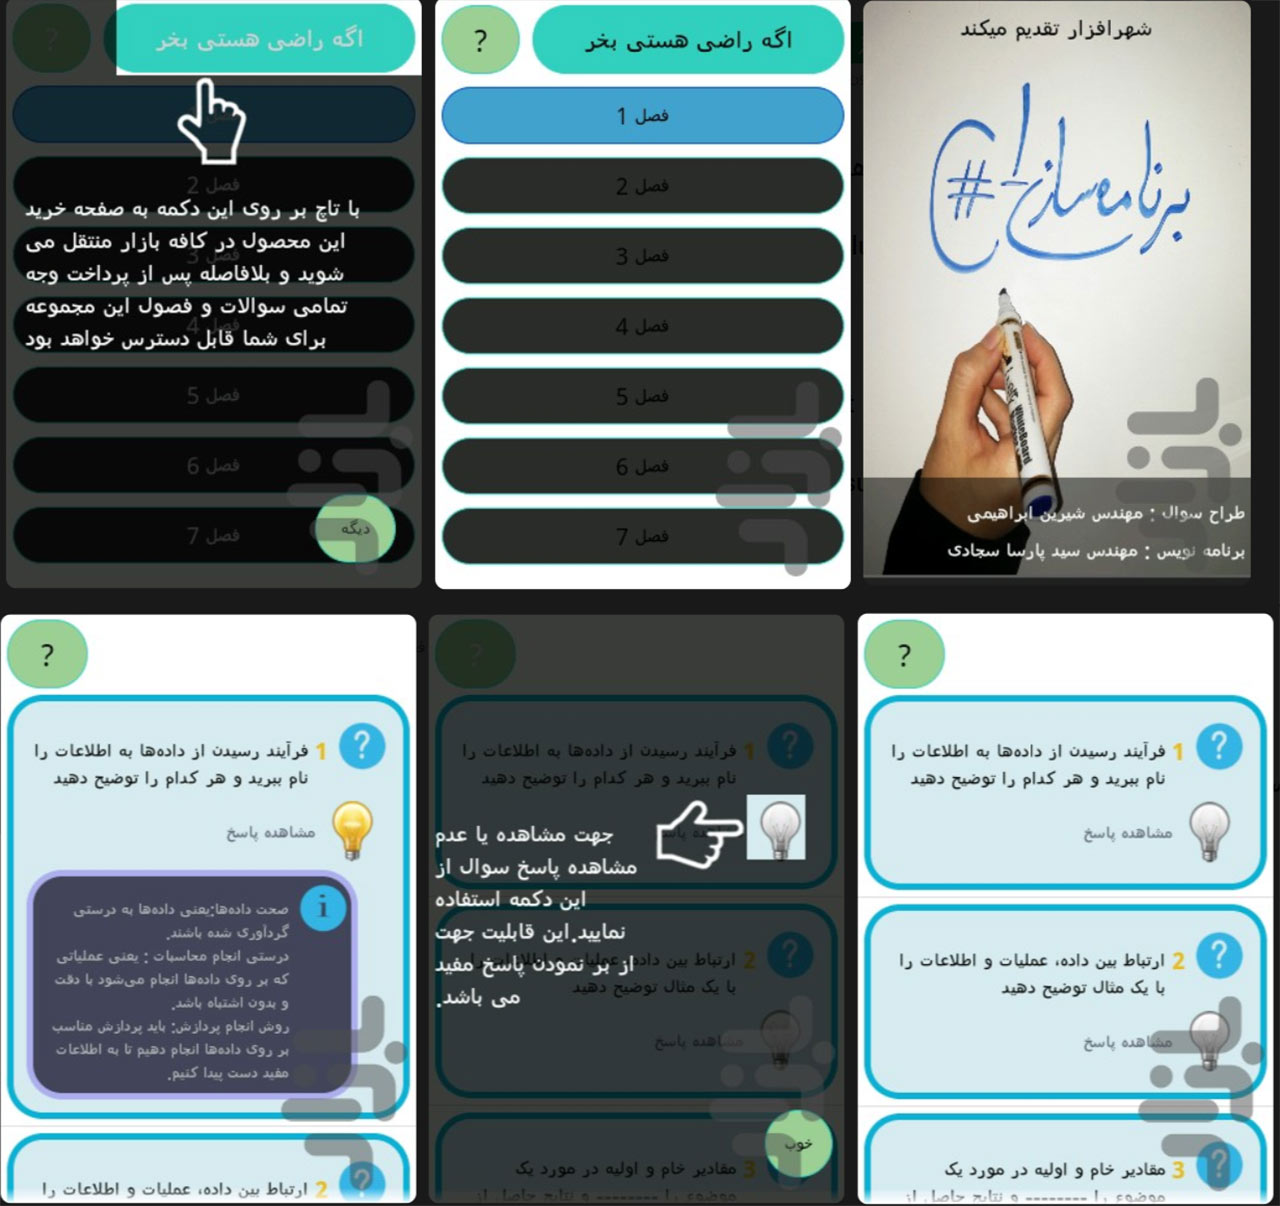 شهرافزار تقدیم میکند
برنامه‌سازی ۱
#C
طراح سوال : مهندس شیرین ابراهیمی
برنامه نویس : مهندس سید پارسا سجادی
WhiteBoard
?
اگه راضی هستی بخر
فصل 1
فصل 2
فصل 3
فصل 4
فصل 5
فصل 6
فصل 7
?
اگه راضی هستی بخر
فصل 2
با تاچ بر روی این دکمه به صفحه خرید
این محصول در کافه بازار منتقل می
شوید و بلافاصله پس از پرداخت وجه
تمامی سوالات و فصول این مجموعه
برای شما قابل دسترس خواهد بود
فصل 3
فصل 4
فصل 5
فصل 6
فصل 7
دیگه
بازار
?
1 فرآیند رسیدن از داده‌ها به اطلاعات را
نام ببرید و هر کدام را توضیح دهید
مشاهده پاسخ
2 ارتباط بین داده، عملیات و اطلاعات را
با یک مثال توضیح دهید
مشاهده پاسخ
3 مقادیر خام و اولیه در مورد یک
موضوع را -------- و نتایج حاصل از
?
1 فرآیند رسیدن از داده‌ها به اطلاعات را
نام ببرید و هر کدام را توضیح دهید
جهت مشاهده یا عدم
مشاهده پاسخ سوال از
این دکمه استفاده
نمایید.این قابلیت جهت
از بر نمودن پاسخ مفید
می باشد.
2 ارتباط بین داده، عملیات و اطلاعات را
با یک مثال توضیح دهید
مشاهده پاسخ
3 مقادیر خام و اولیه در مورد یک
موضوع را -------- و نتایج حاصل از
خوب
?
1 فرآیند رسیدن از داده‌ها به اطلاعات را
نام ببرید و هر کدام را توضیح دهید
مشاهده پاسخ
صحت داده‌ها:یعنی داده‌ها به درستی
گردآوری شده باشند.
درستی انجام محاسبات : یعنی عملیاتی
که بر روی داده‌ها انجام می‌شود با دقت
و بدون اشتباه باشد.
روش انجام پردازش: باید پردازش مناسب
بر روی داده‌ها انجام دهیم تا به اطلاعات
مفید دست پیدا کنیم.
2 ارتباط بین داده، عملیات و اطلاعات را